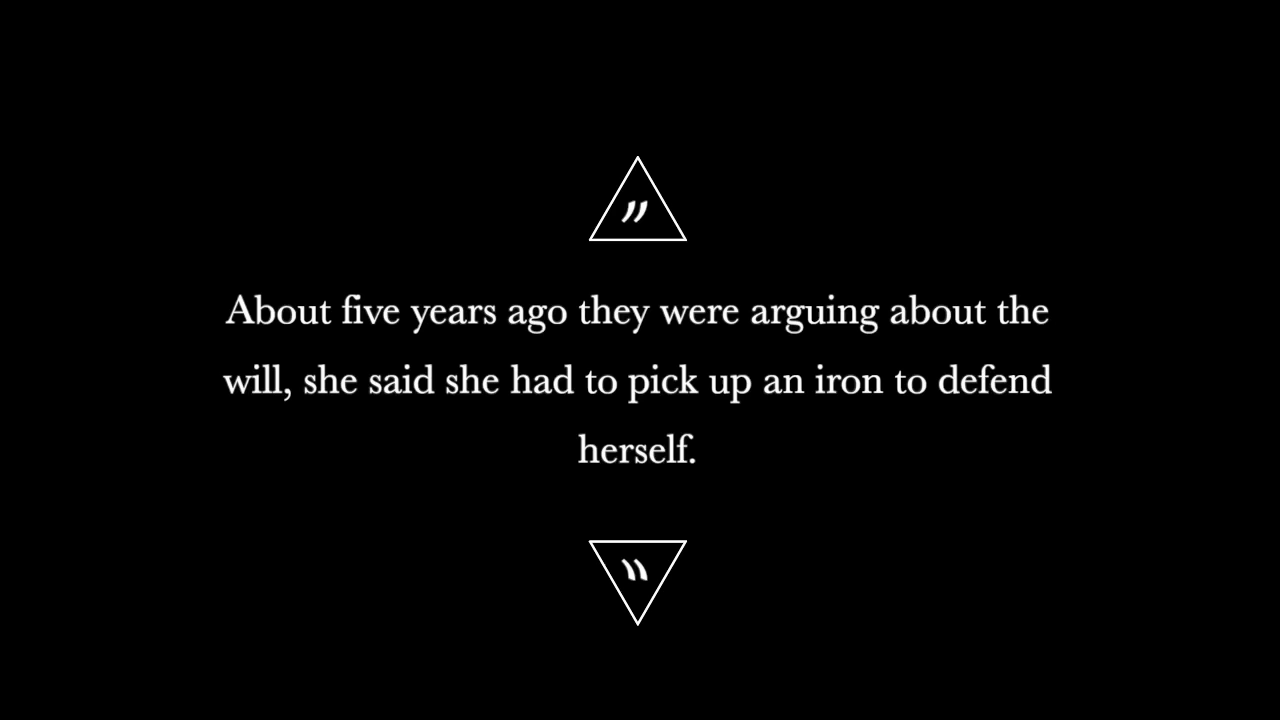 ”
About five years ago they were arguing about the
will, she said she had to pick up an iron to defend
herself.
"